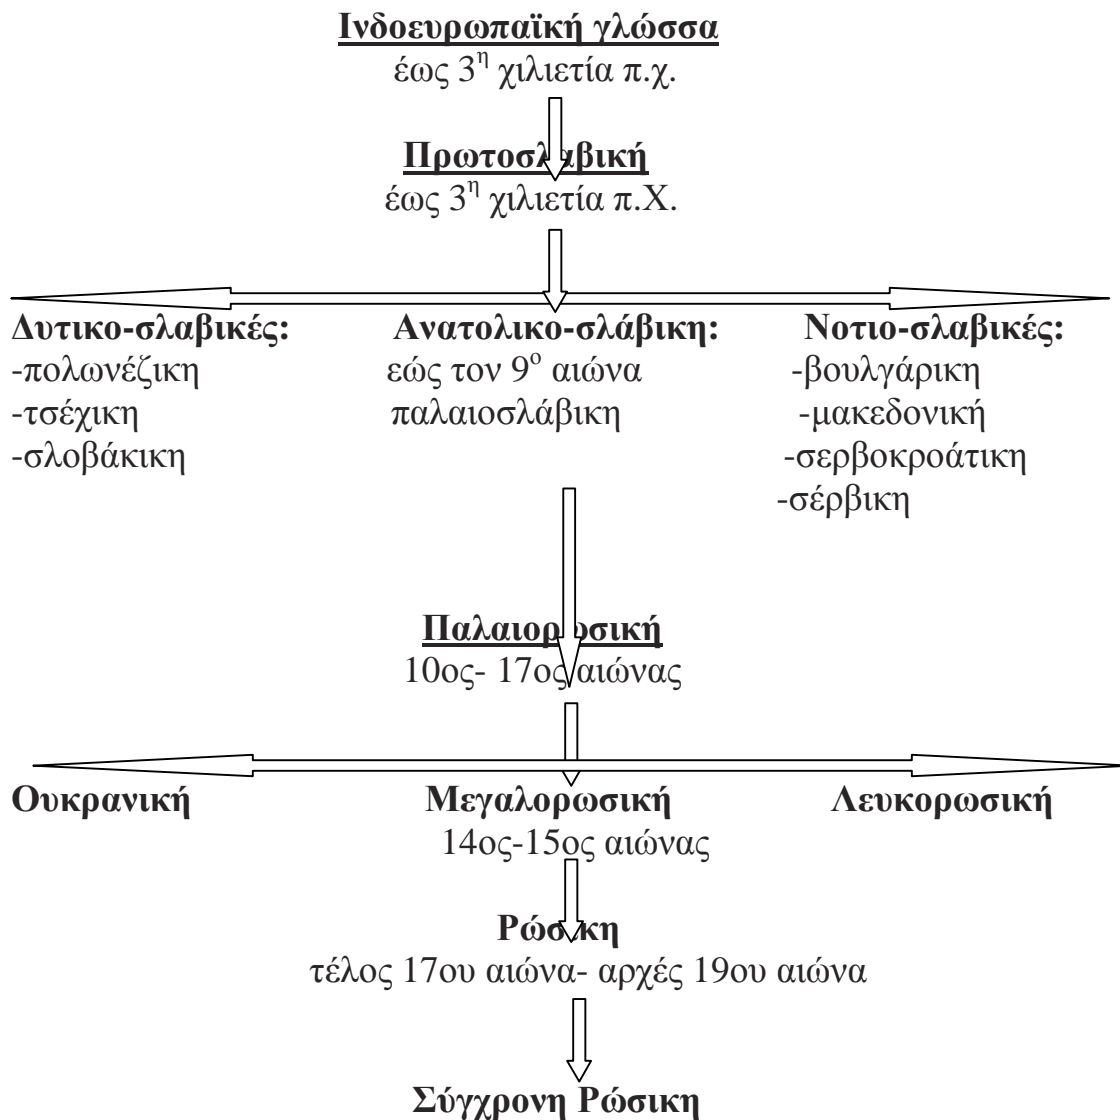 Ινδοευρωπαϊκή γλώσσα
έως 3η χιλιετία π.χ.
Πρωτοσλαβική
έως 3η χιλιετία π.Χ.
Δυτικο-σλαβικές: Ανατολικο-σλάβικη: Νοτιο-σλαβικές:
-πολωνέζικη εώς τον 9ο αιώνα -βουλγάρικη
-τσέχικη παλαιοσλάβικη -μακεδονική
-σλοβάκικη -σερβοκροάτικη
-σέρβικη
Παλαιορωσική
10ος- 17ος αιώνας
Ουκρανική Μεγαλορωσική Λευκορωσική
14ος-15ος αιώνας
Ρώσικη
τέλος 17ου αιώνα- αρχές 19ου αιώνα
Σύγχρονη Ρώσικη